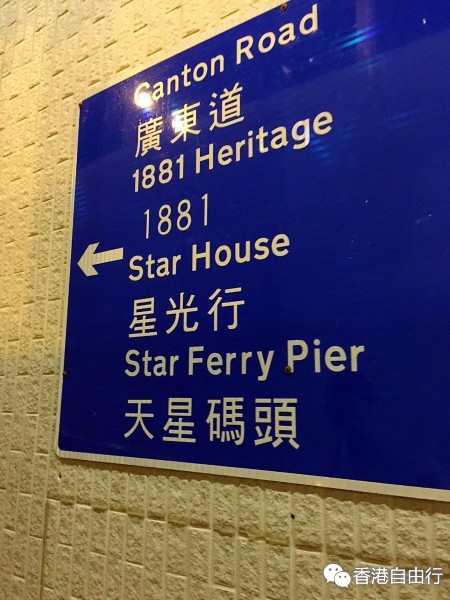 Canton Road
廣東道
1881 Heritage
1881
Star House
星光行
Star Ferry Pier
天星碼頭
香港自由行